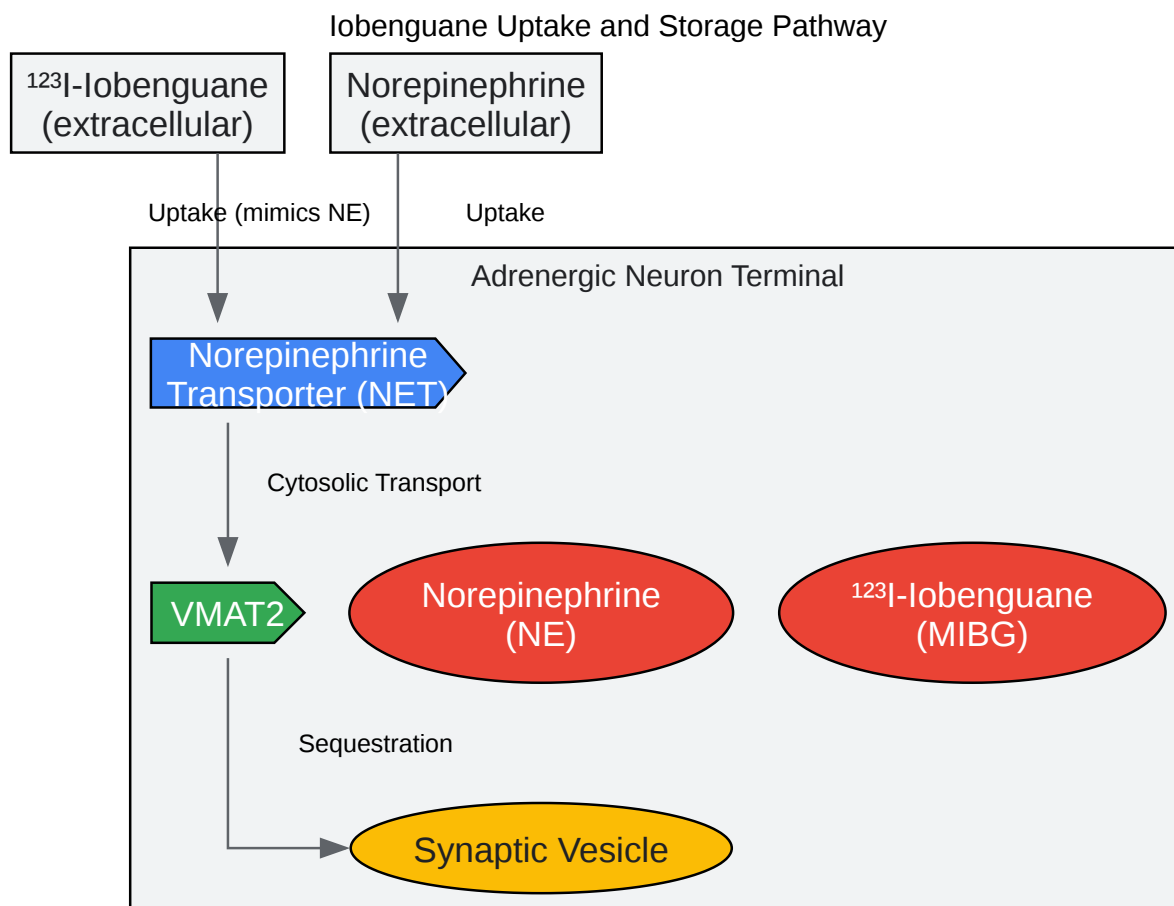 Iobenguane Uptake and Storage Pathway
¹²³I-Iobenguane
(extracellular)
Norepinephrine
(extracellular)
Uptake (mimics NE)
Uptake
Adrenergic Neuron Terminal
Norepinephrine
Transporter (NET)
Cytosolic Transport
VMAT2
Norepinephrine
(NE)
¹²³I-Iobenguane
(MIBG)
Sequestration
Synaptic Vesicle